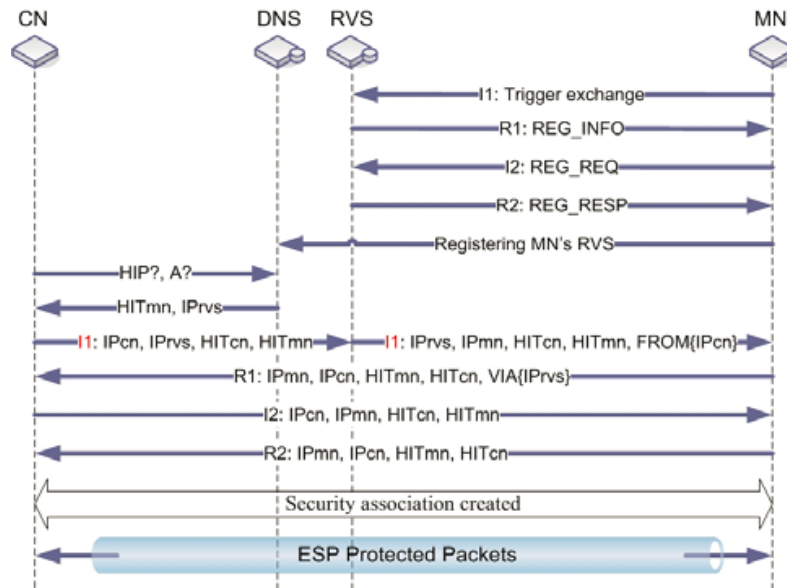 CN DNS RVS MN
I1: Trigger exchange
R1: REG_INFO
I2: REG_REQ
R2: REG_RESP
Registering MN's RVS
HIP?, A?
HITmn, IPrvs
I1: IPcn, IPrvs, HITcn, HITmn I1: IPrvs, IPmn, HITcn, HITmn, FROM{IPcn}
R1: IPmn, IPcn, HITmn, HITcn, VIA{IPrvs}
I2: IPcn, IPmn, HITcn, HITmn
R2: IPmn, IPcn, HITmn, HITcn
Security association created
ESP Protected Packets